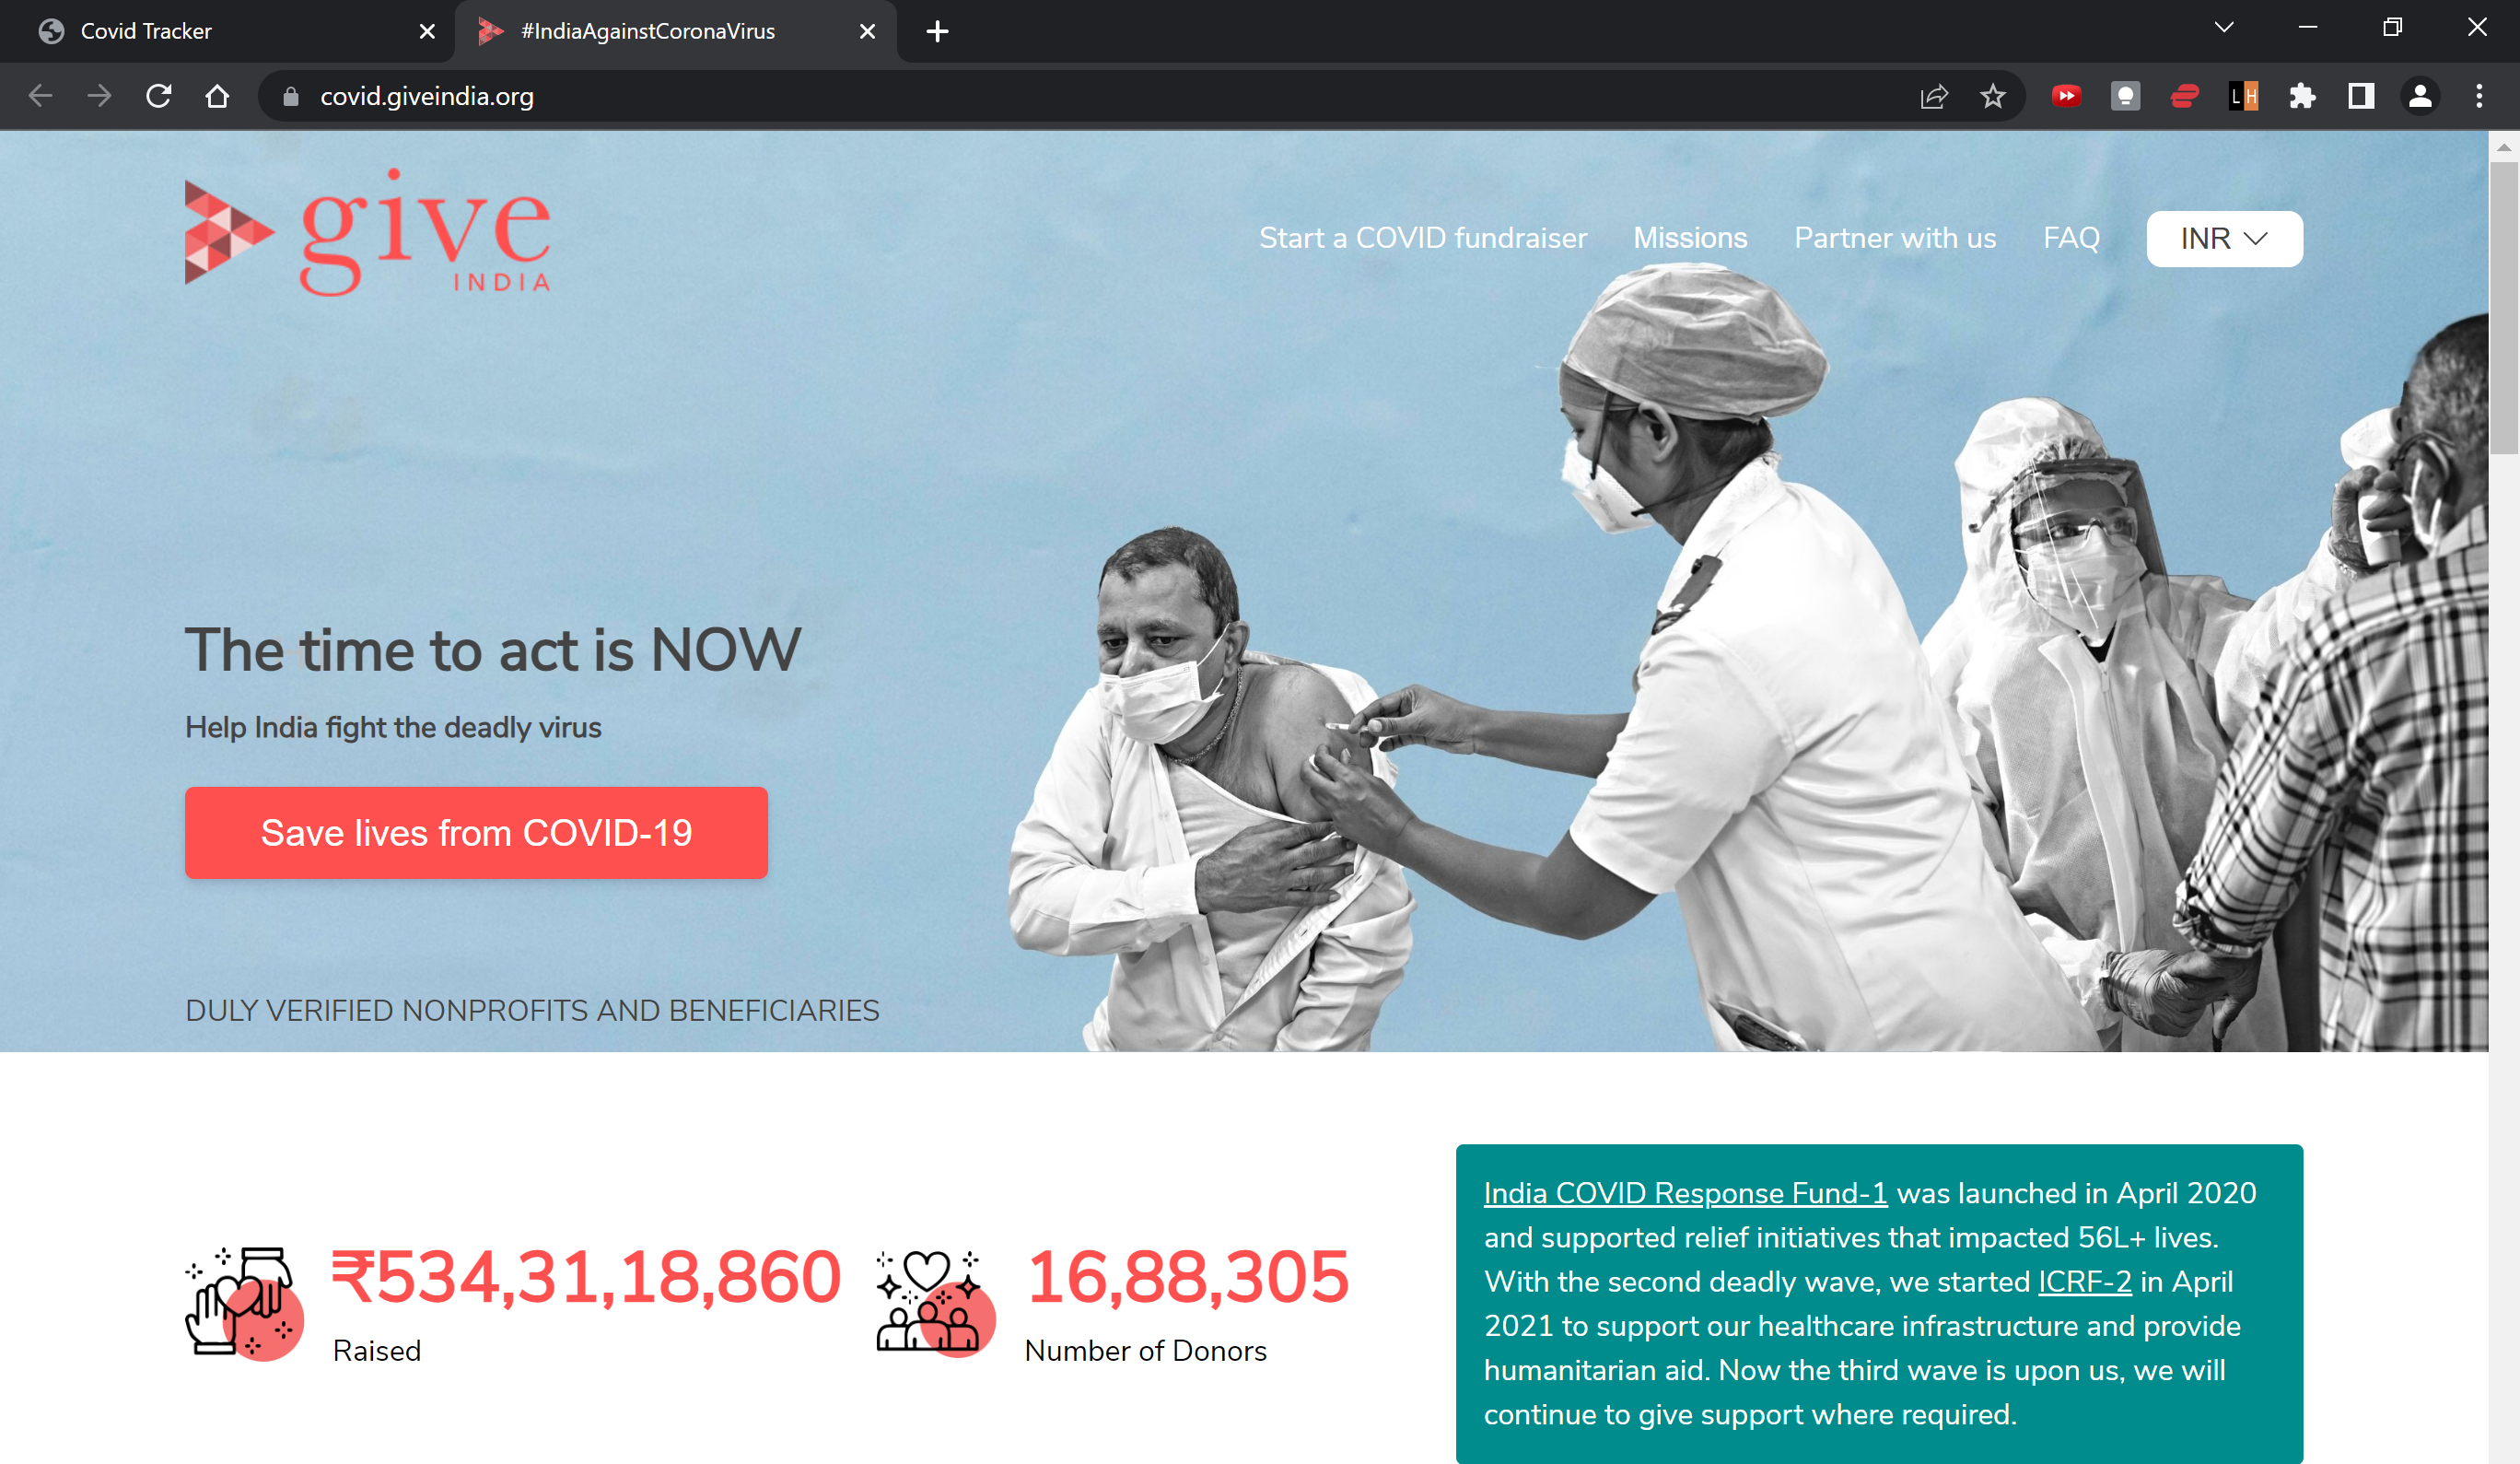 Covid Tracker
#IndiaAgainstCoronaVirus
covid.giveindia.org
LH
give
INDIA
Start a COVID fundraiser
Missions
Partner with us
FAQ
INR
The time to act is NOW
Help India fight the deadly virus
Save lives from COVID-19
DULY VERIFIED NONPROFITS AND BENEFICIARIES
₹534,31,18,860
Raised
16,88,305
Number of Donors
India COVID Response Fund-1 was launched in April 2020
and supported relief initiatives that impacted 56L+ lives.
With the second deadly wave, we started ICRF-2 in April
2021 to support our healthcare infrastructure and provide
humanitarian aid. Now the third wave is upon us, we will
continue to give support where required.